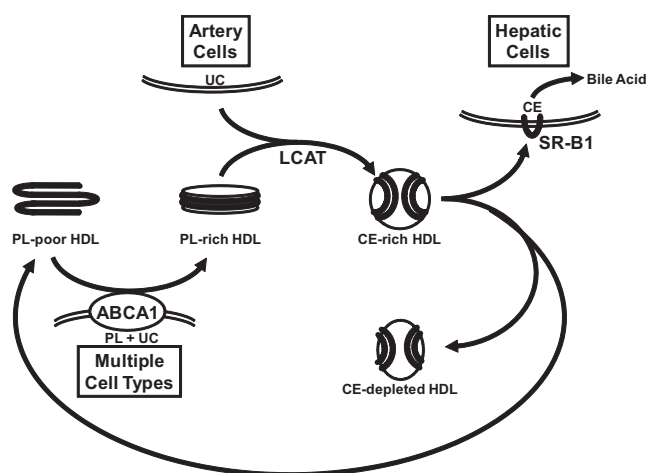 Artery
Cells
UC
Hepatic
Cells
Bile Acid
CE
SR-B1
LCAT
PL-poor HDL
PL-rich HDL
CE-rich HDL
ABCA1
PL + UC
Multiple
Cell Types
CE-depleted HDL